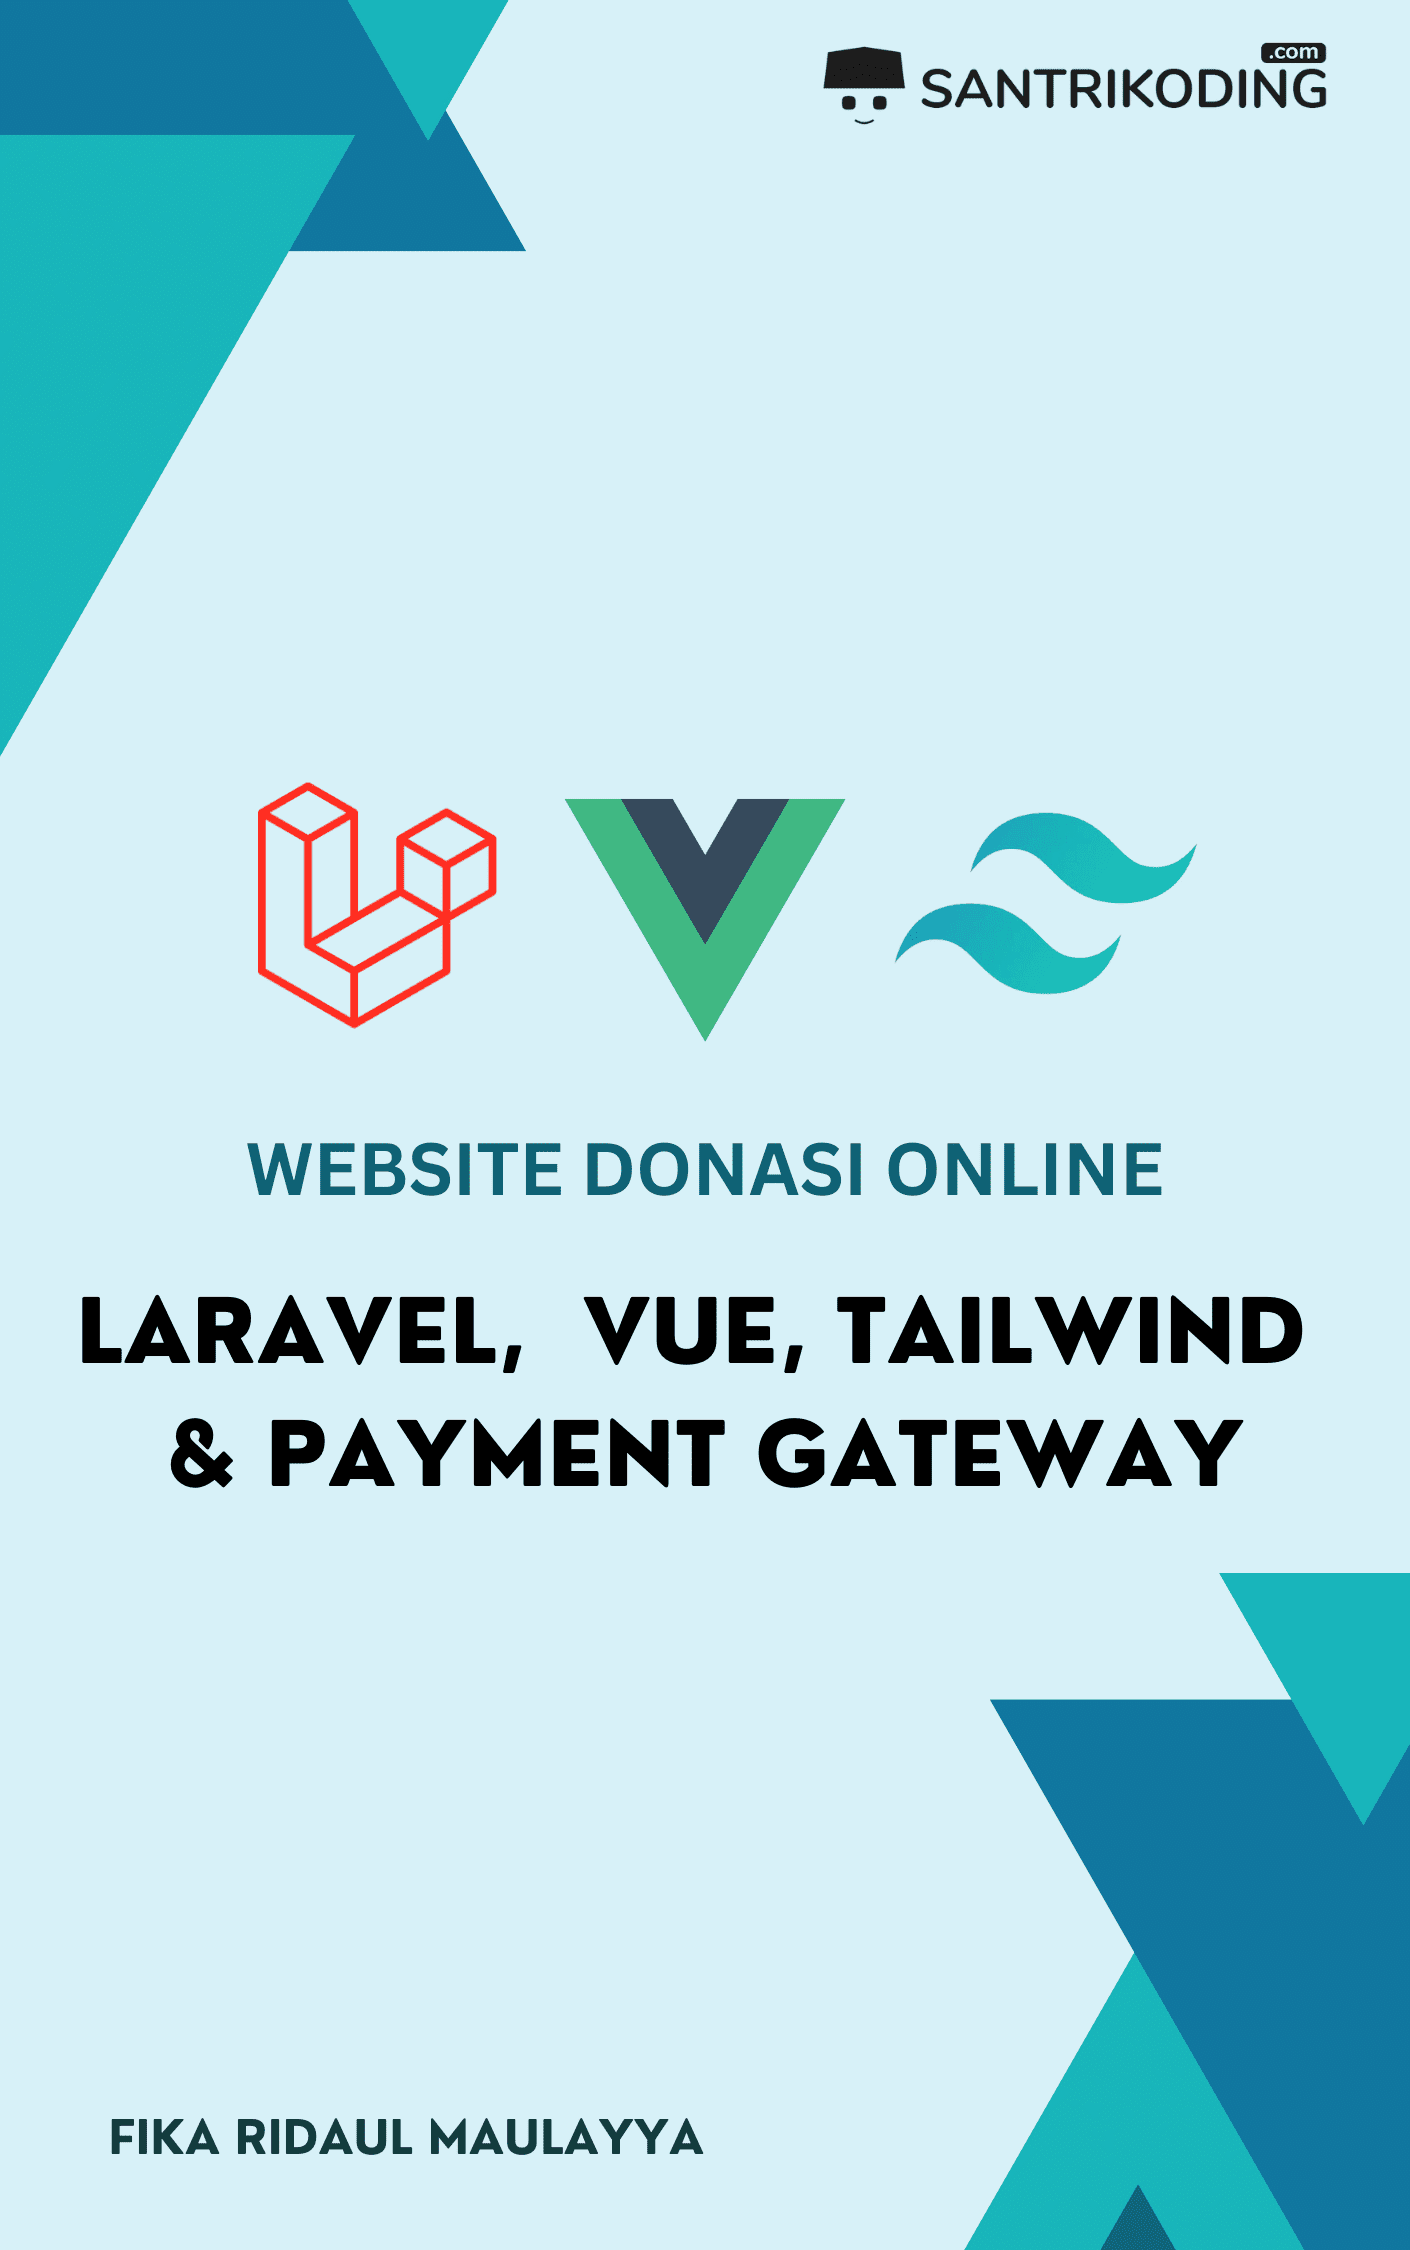 .com
SANTRIKODING
WEBSITE DONASI ONLINE
LARAVEL, VUE, TAILWIND
& PAYMENT GATEWAY
FIKA RIDAUL MAULAYYA